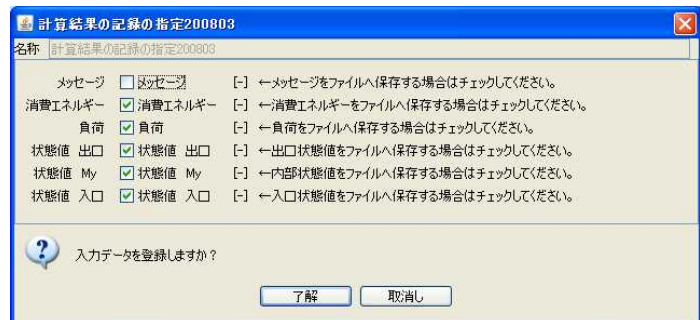 計算結果の記録の指定200803
名称 計算結果の記録の指定200803
メッセージ メッセージ [-] ←メッセージをファイルへ保存する場合はチェックしてください。
消費エネルギー 消費エネルギー [-] ←消費エネルギーをファイルへ保存する場合はチェックしてください。
負荷 負荷 [-] ←負荷をファイルへ保存する場合はチェックしてください。
状態値 出口 状態値 出口 [-] ←出口状態値をファイルへ保存する場合はチェックしてください。
状態値 My 状態値 My [-] ←内部状態値をファイルへ保存する場合はチェックしてください。
状態値 入口 状態値 入口 [-] ←入口状態値をファイルへ保存する場合はチェックしてください。
入力データを登録しますか?
了解 取消し